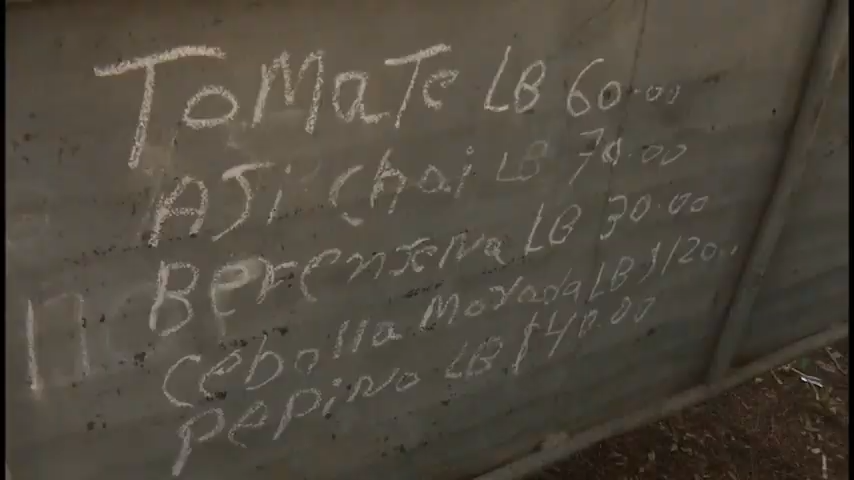 TOMATE LB 60.00
AJi Chai LB 70.00
BerenJeNa LB 30.00
cebolla Morada LB $120..
pepiNo LB $40.00